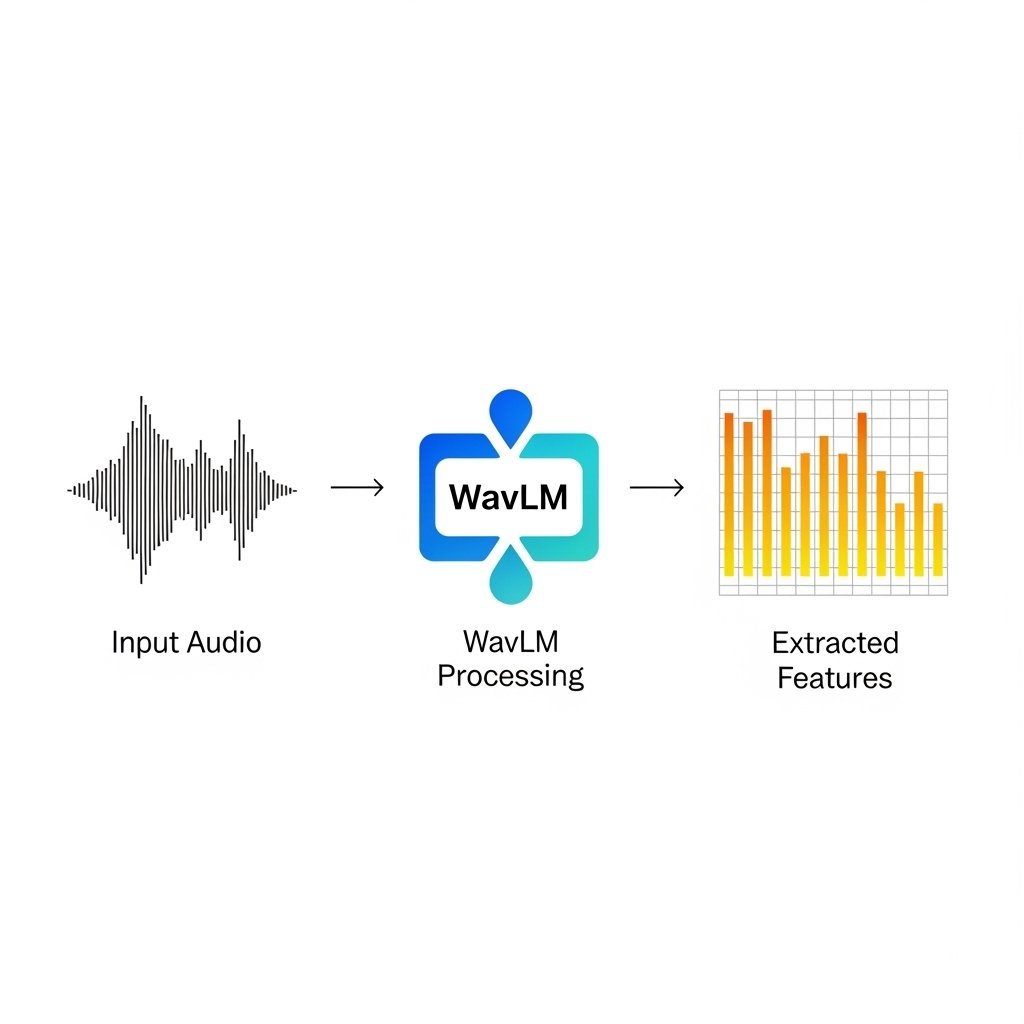 WavLM
Input Audio
WavLM
Processing
Extracted
Features